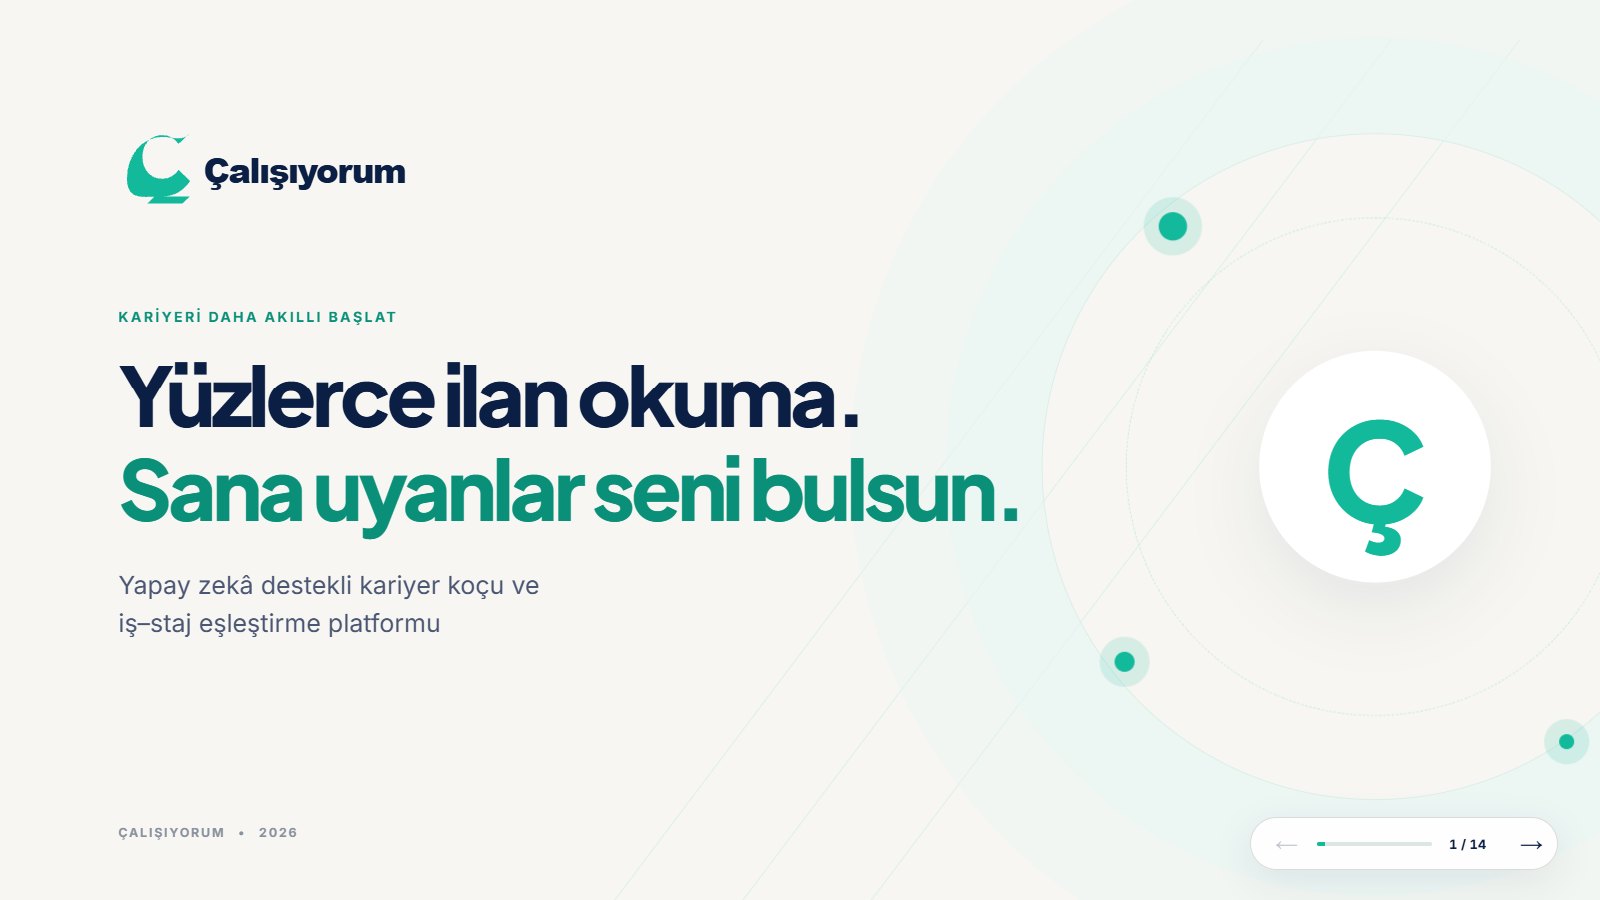 Çalışıyorum
KARİYERİ DAHA AKILLI BAŞLAT
Yüzlerce ilan okuma.
Sana uyanlar seni bulsun.
Yapay zekâ destekli kariyer koçu ve
iş–staj eşleştirme platformu
Ç
ÇALIŞIYORUM • 2026
← 1 / 14 →